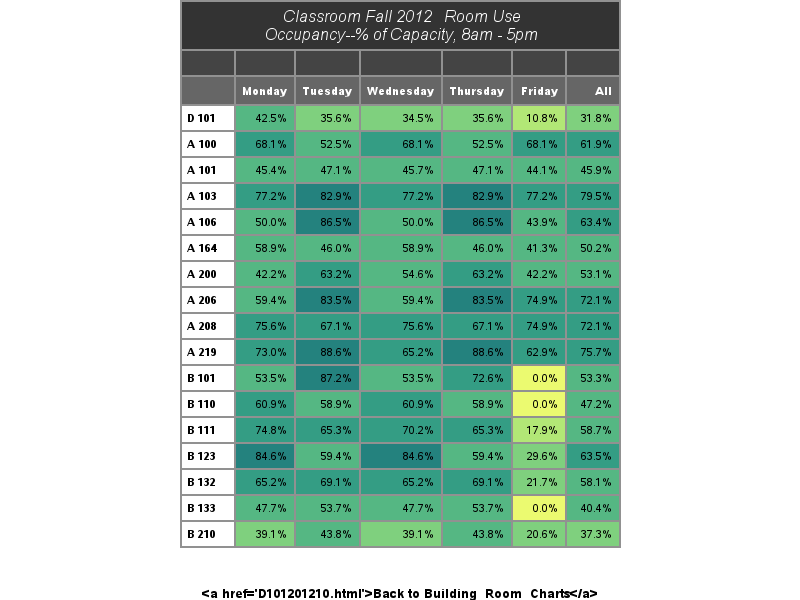 Classroom Fall 2012 Room Use
Occupancy--% of Capacity, 8am - 5pm
Monday Tuesday Wednesday Thursday Friday All
D 101 42.5% 35.6% 34.5% 35.6% 10.8% 31.8%
A 100 68.1% 52.5% 68.1% 52.5% 68.1% 61.9%
A 101 45.4% 47.1% 45.7% 47.1% 44.1% 45.9%
A 103 77.2% 82.9% 77.2% 82.9% 77.2% 79.5%
A 106 50.0% 86.5% 50.0% 86.5% 43.9% 63.4%
A 164 58.9% 46.0% 58.9% 46.0% 41.3% 50.2%
A 200 42.2% 63.2% 54.6% 63.2% 42.2% 53.1%
A 206 59.4% 83.5% 59.4% 83.5% 74.9% 72.1%
A 208 75.6% 67.1% 75.6% 67.1% 74.9% 72.1%
A 219 73.0% 88.6% 65.2% 88.6% 62.9% 75.7%
B 101 53.5% 87.2% 53.5% 72.6% 0.0% 53.3%
B 110 60.9% 58.9% 60.9% 58.9% 0.0% 47.2%
B 111 74.8% 65.3% 70.2% 65.3% 17.9% 58.7%
B 123 84.6% 59.4% 84.6% 59.4% 29.6% 63.5%
B 132 65.2% 69.1% 65.2% 69.1% 21.7% 58.1%
B 133 47.7% 53.7% 47.7% 53.7% 0.0% 40.4%
B 210 39.1% 43.8% 39.1% 43.8% 20.6% 37.3%
<a href='D101201210.html'>Back to Building Room Charts</a>